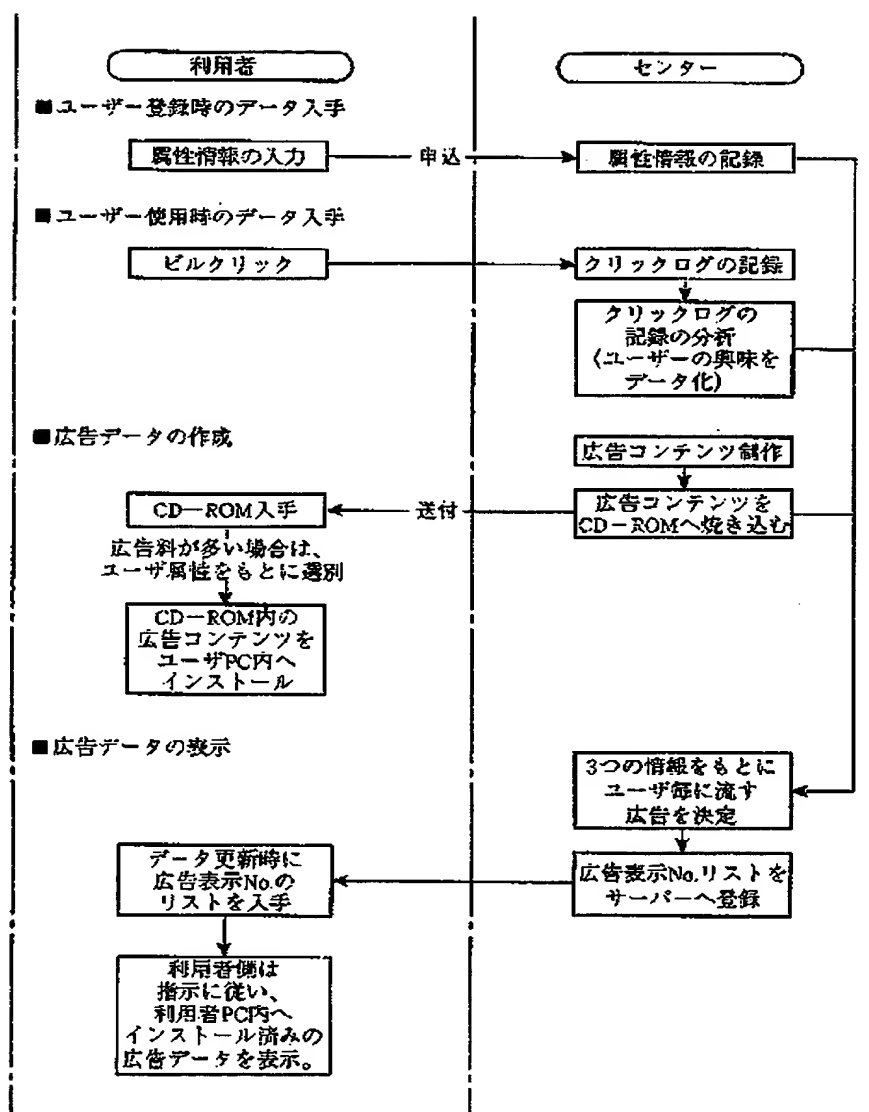 利用者
センター
■ユーザー登録時のデータ入手
属性情報の入力
申込
属性情報の記録
■ユーザー使用時のデータ入手
ビルクリック
クリックログの記録
クリックログの
記録の分析
(ユーザーの興味を
データ化)
■広告データの作成
広告コンテンツ制作
CD－ROM入手
送付
広告コンテンツを
CD－ROMへ焼き込む
広告料が多い場合は、
ユーザ属性をもとに選別
CD－ROM内の
広告コンテンツを
ユーザPC内へ
インストール
■広告データの表示
3つの情報をもとに
ユーザ毎に流す
広告を決定
データ更新時に
広告表示No.の
リストを入手
広告表示No.リストを
サーバーへ登録
利用者側は
指示に従い、
利用者PC内へ
インストール済みの
広告データを表示。